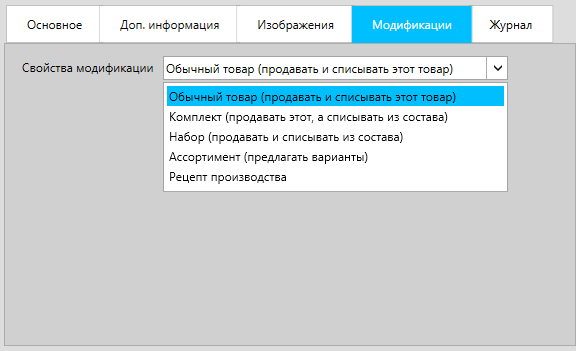 Основное Доп. информация Изображения Модификации Журнал
Свойства модификации Обычный товар (продавать и списывать этот товар)
Обычный товар (продавать и списывать этот товар)
Комплект (продавать этот, а списывать из состава)
Набор (продавать и списывать из состава)
Ассортимент (предлагать варианты)
Рецепт производства